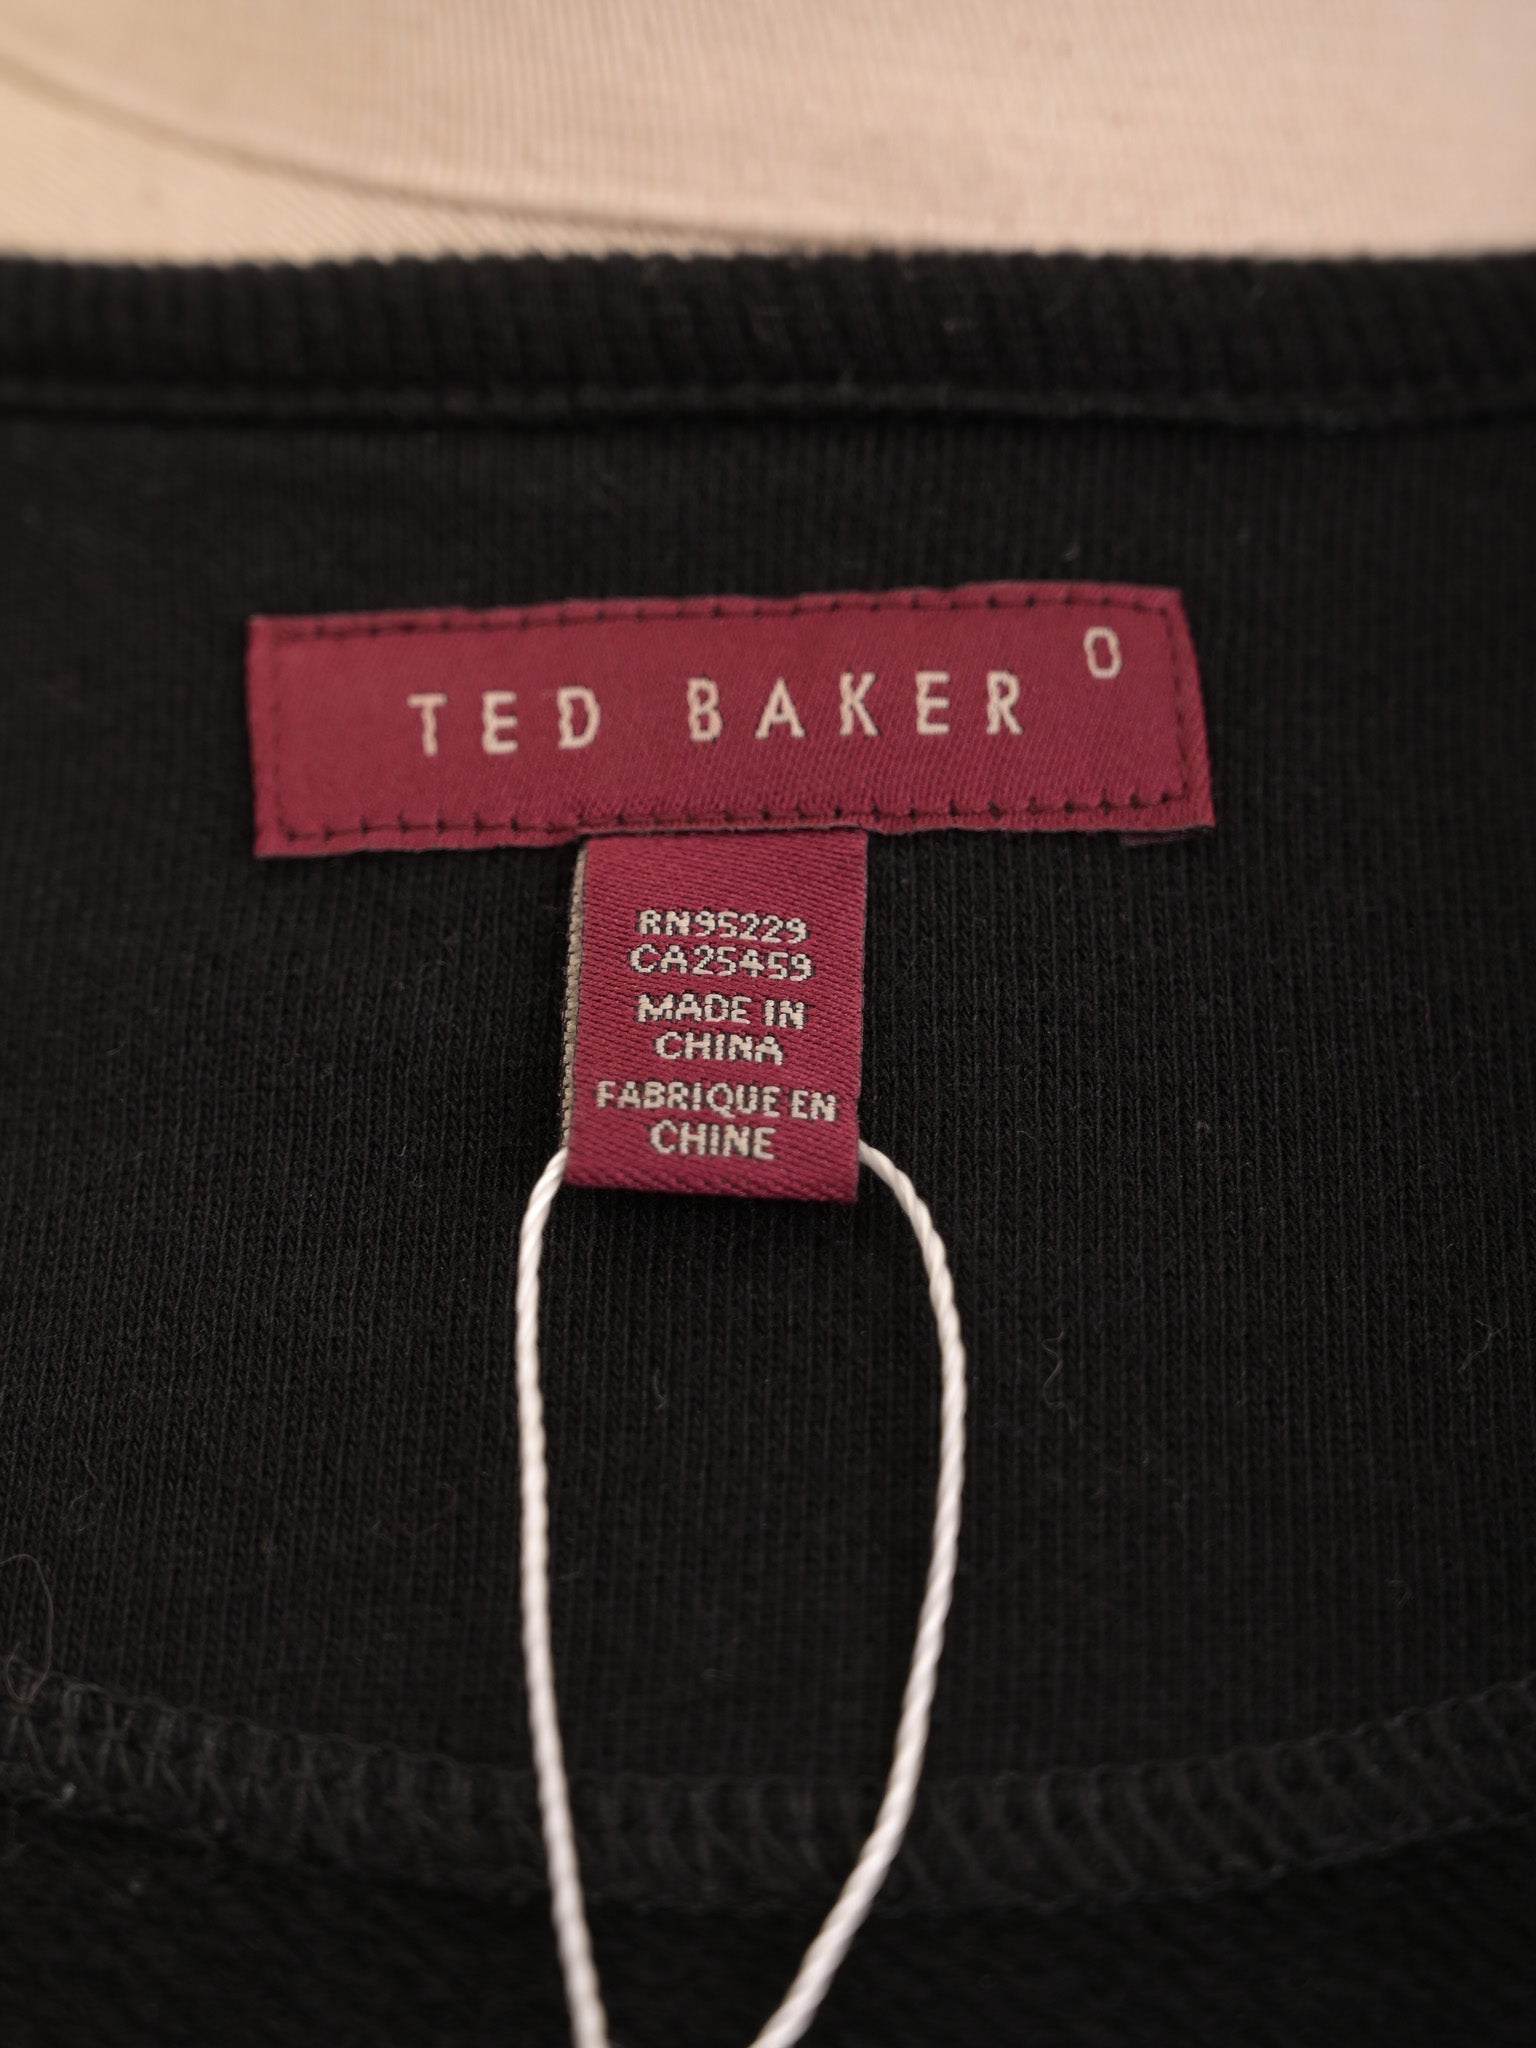 TED BAKER 0
RN95229
CA25459
MADE IN
CHINA
FABRIQUE EN
CHINE